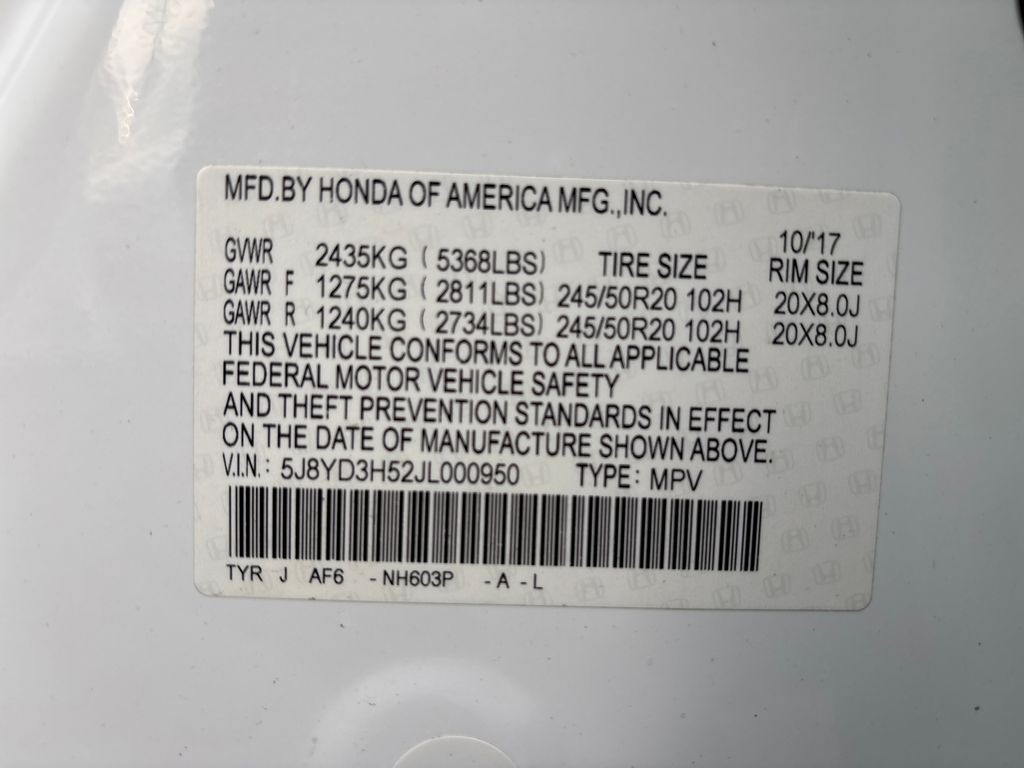 MFD.BY HONDA OF AMERICA MFG.,INC.
10/'17
GVWR 2435KG ( 5368LBS) TIRE SIZE RIM SIZE
GAWR F 1275KG ( 2811LBS) 245/50R20 102H 20X8.0J
GAWR R 1240KG ( 2734LBS) 245/50R20 102H 20X8.0J
THIS VEHICLE CONFORMS TO ALL APPLICABLE
FEDERAL MOTOR VEHICLE SAFETY
AND THEFT PREVENTION STANDARDS IN EFFECT
ON THE DATE OF MANUFACTURE SHOWN ABOVE.
V.I.N.: 5J8YD3H52JL000950 TYPE: MPV
TYR J AF6 - NH603P - A - L